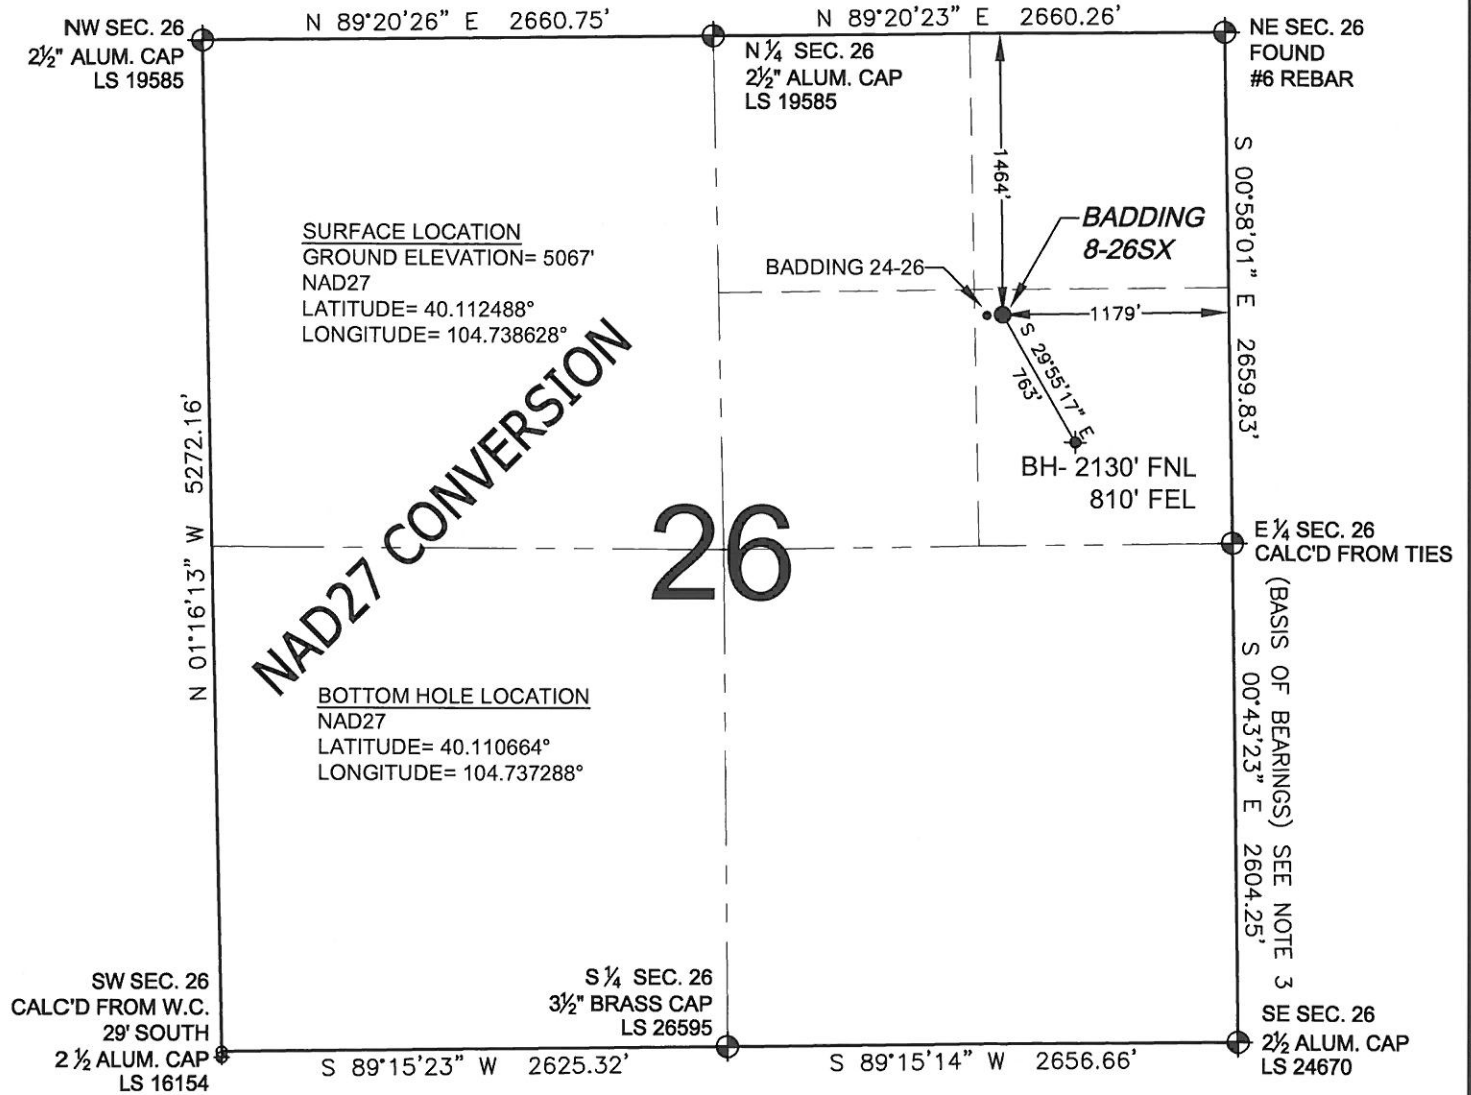 N 89°20'26" E 2660.75'
N 89°20'23" E 2660.26'
NW SEC. 26
2½" ALUM. CAP
LS 19585
N ¼ SEC. 26
2½" ALUM. CAP
LS 19585
NE SEC. 26
FOUND
#6 REBAR
S 00°58'01" E 2659.83'
1464'
SURFACE LOCATION
GROUND ELEVATION= 5067'
NAD27
LATITUDE= 40.112488°
LONGITUDE= 104.738628°
BADDING
8-26SX
BADDING 24-26
1179'
S 29°55'17" E
763'
BH- 2130' FNL
810' FEL
NAD27 CONVERSION
N 01°16'13" W 5272.16'
26
E ¼ SEC. 26
CALC'D FROM TIES
(BASIS OF BEARINGS) SEE NOTE 3
S 00°43'23" E 2604.25'
BOTTOM HOLE LOCATION
NAD27
LATITUDE= 40.110664°
LONGITUDE= 104.737288°
SW SEC. 26
CALC'D FROM W.C.
29' SOUTH
2 ½ ALUM. CAP
LS 16154
S ¼ SEC. 26
3½" BRASS CAP
LS 26595
SE SEC. 26
2½ ALUM. CAP
LS 24670
S 89°15'23" W 2625.32'
S 89°15'14" W 2656.66'